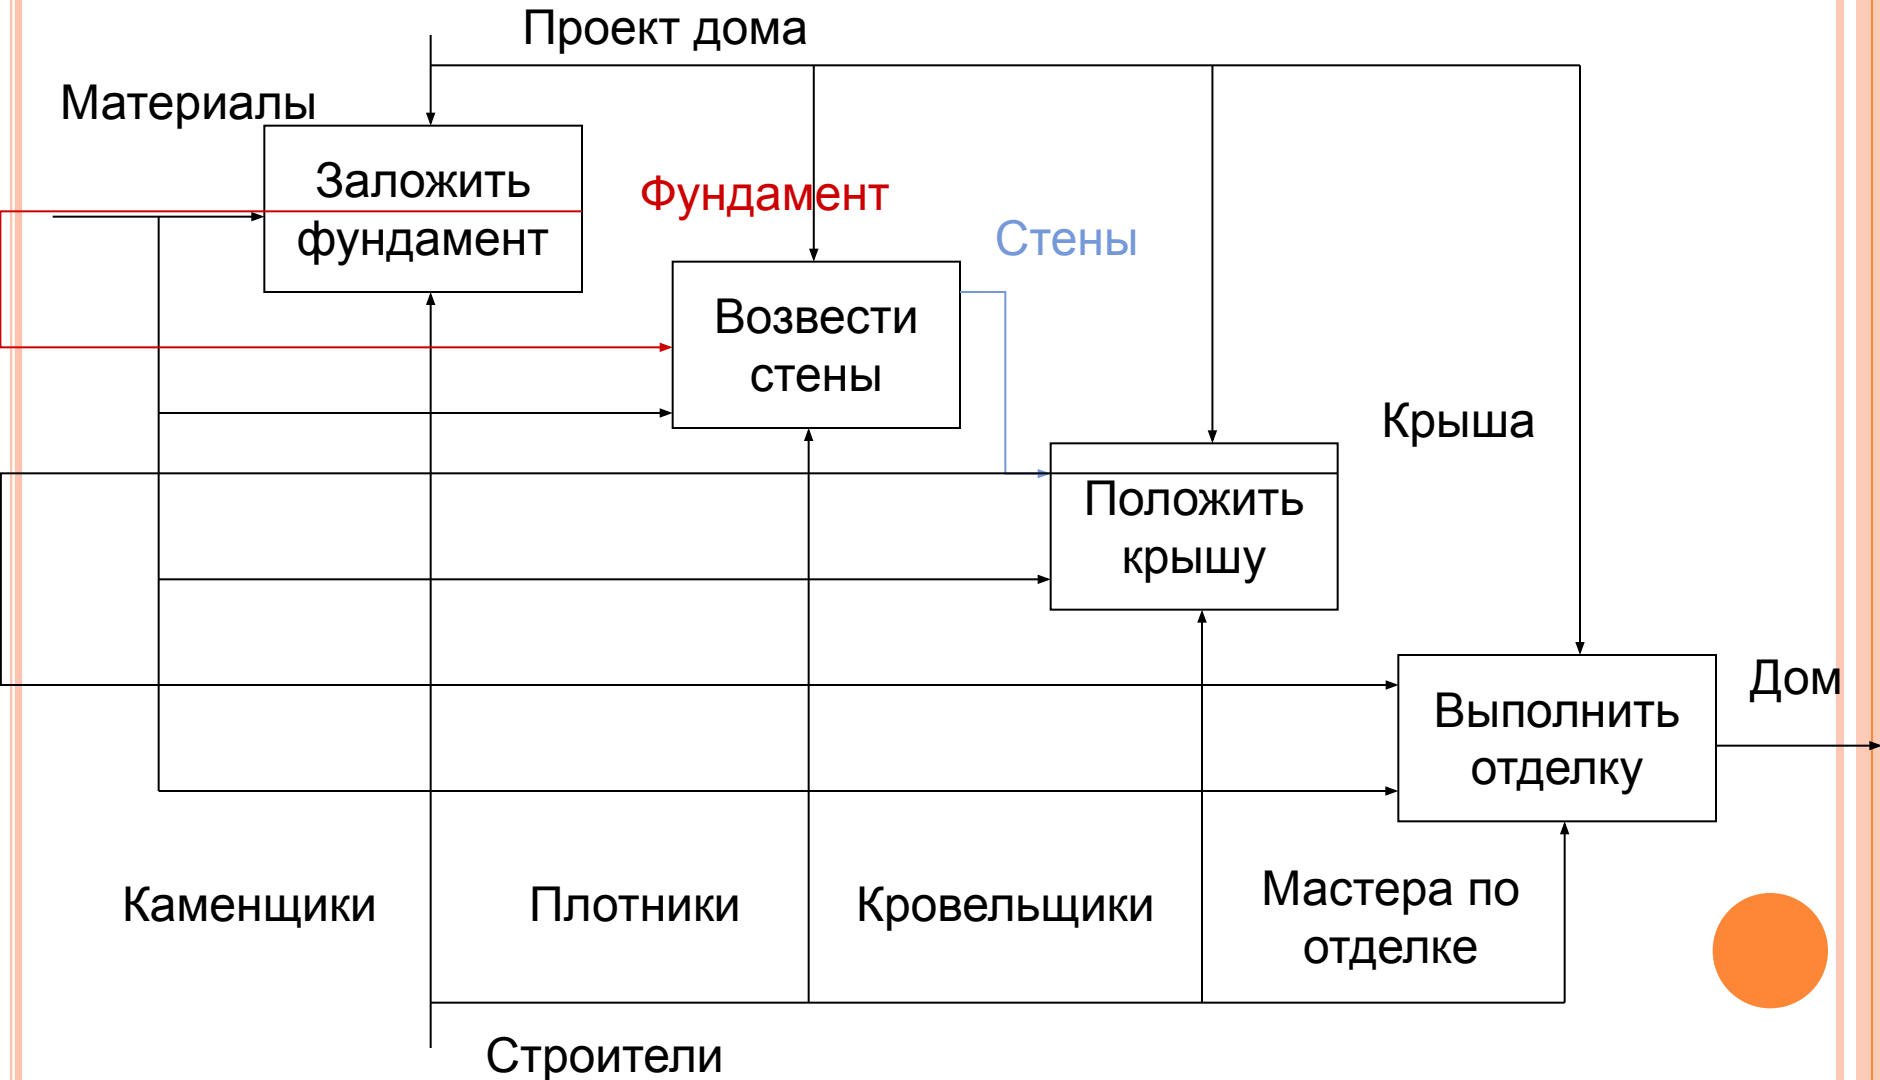 Проект дома
Материалы
Заложить
фундамент
Фундамент
Стены
Возвести
стены
Крыша
Положить
крышу
Дом
Выполнить
отделку
Каменщики
Плотники
Кровельщики
Мастера по
отделке
Строители